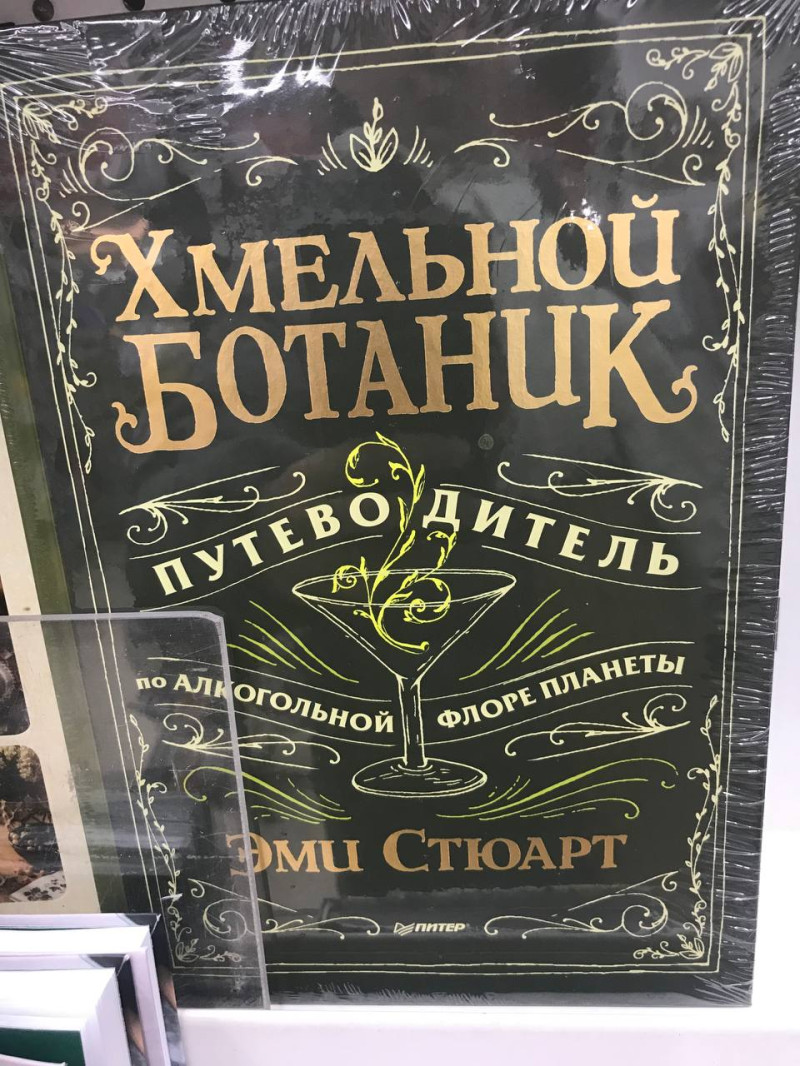 ХМЕЛЬНОЙ
БОТАНИК
ПУТЕВОДИТЕЛЬ
ПО АЛКОГОЛЬНОЙ ФЛОРЕ ПЛАНЕТЫ
ЭМИ СТЮАРТ
ПИТЕР